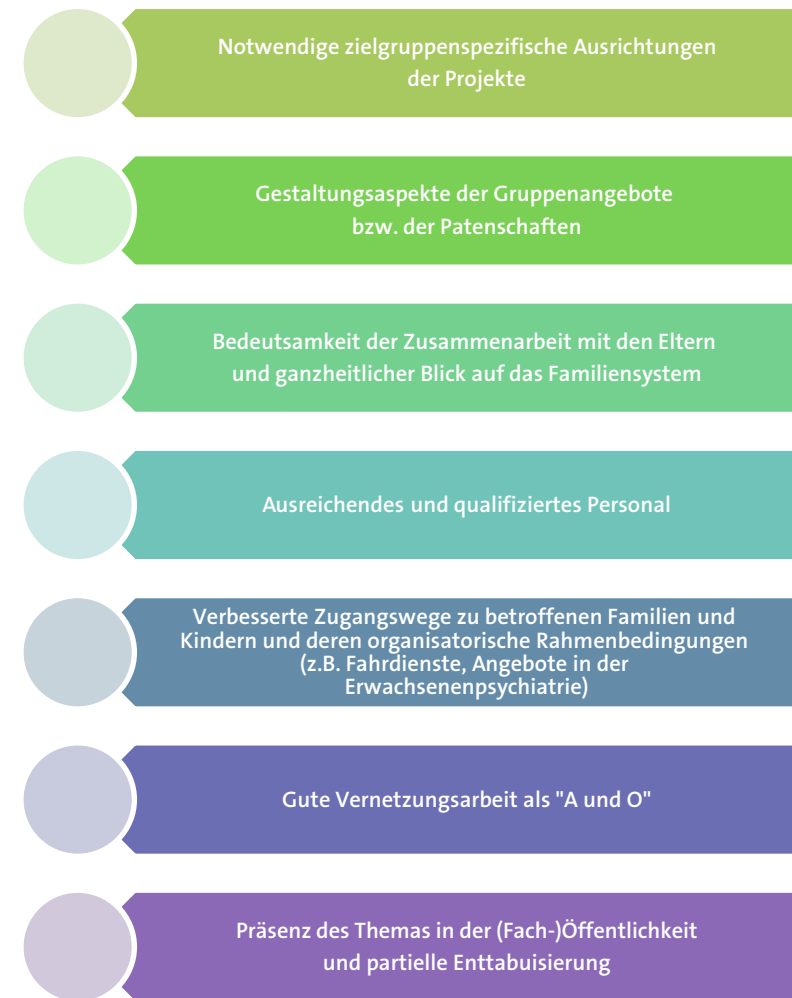 Notwendige zielgruppenspezifische Ausrichtungen
der Projekte
Gestaltungsaspekte der Gruppenangebote
bzw. der Patenschaften
Bedeutsamkeit der Zusammenarbeit mit den Eltern
und ganzheitlicher Blick auf das Familiensystem
Ausreichendes und qualifiziertes Personal
Verbesserte Zugangswege zu betroffenen Familien und
Kindern und deren organisatorische Rahmenbedingungen
(z.B. Fahrdienste, Angebote in der
Erwachsenenpsychiatrie)
Gute Vernetzungsarbeit als "A und O"
Präsenz des Themas in der (Fach-)Öffentlichkeit
und partielle Enttabuisierung